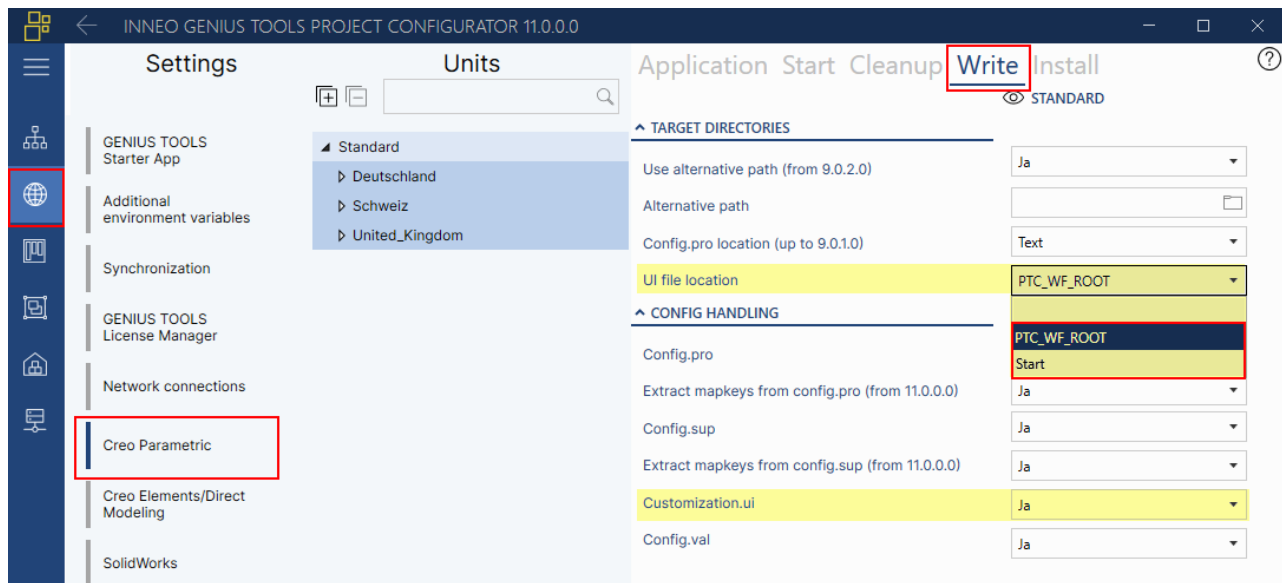 INNEO GENIUS TOOLS PROJECT CONFIGURATOR 11.0.0.0
Settings
GENIUS TOOLS
Starter App
Additional
environment variables
Synchronization
GENIUS TOOLS
License Manager
Network connections
Creo Parametric
Creo Elements/Direct
Modeling
SolidWorks
Units
Standard
Deutschland
Schweiz
United_Kingdom
Application Start Cleanup Write Install
STANDARD
TARGET DIRECTORIES
Use alternative path (from 9.0.2.0) Ja
Alternative path
Config.pro location (up to 9.0.1.0) Text
UI file location PTC_WF_ROOT
PTC_WF_ROOT
Start
CONFIG HANDLING
Config.pro
Extract mapkeys from config.pro (from 11.0.0.0) Ja
Config.sup Ja
Extract mapkeys from config.sup (from 11.0.0.0) Ja
Customization.ui Ja
Config.val Ja